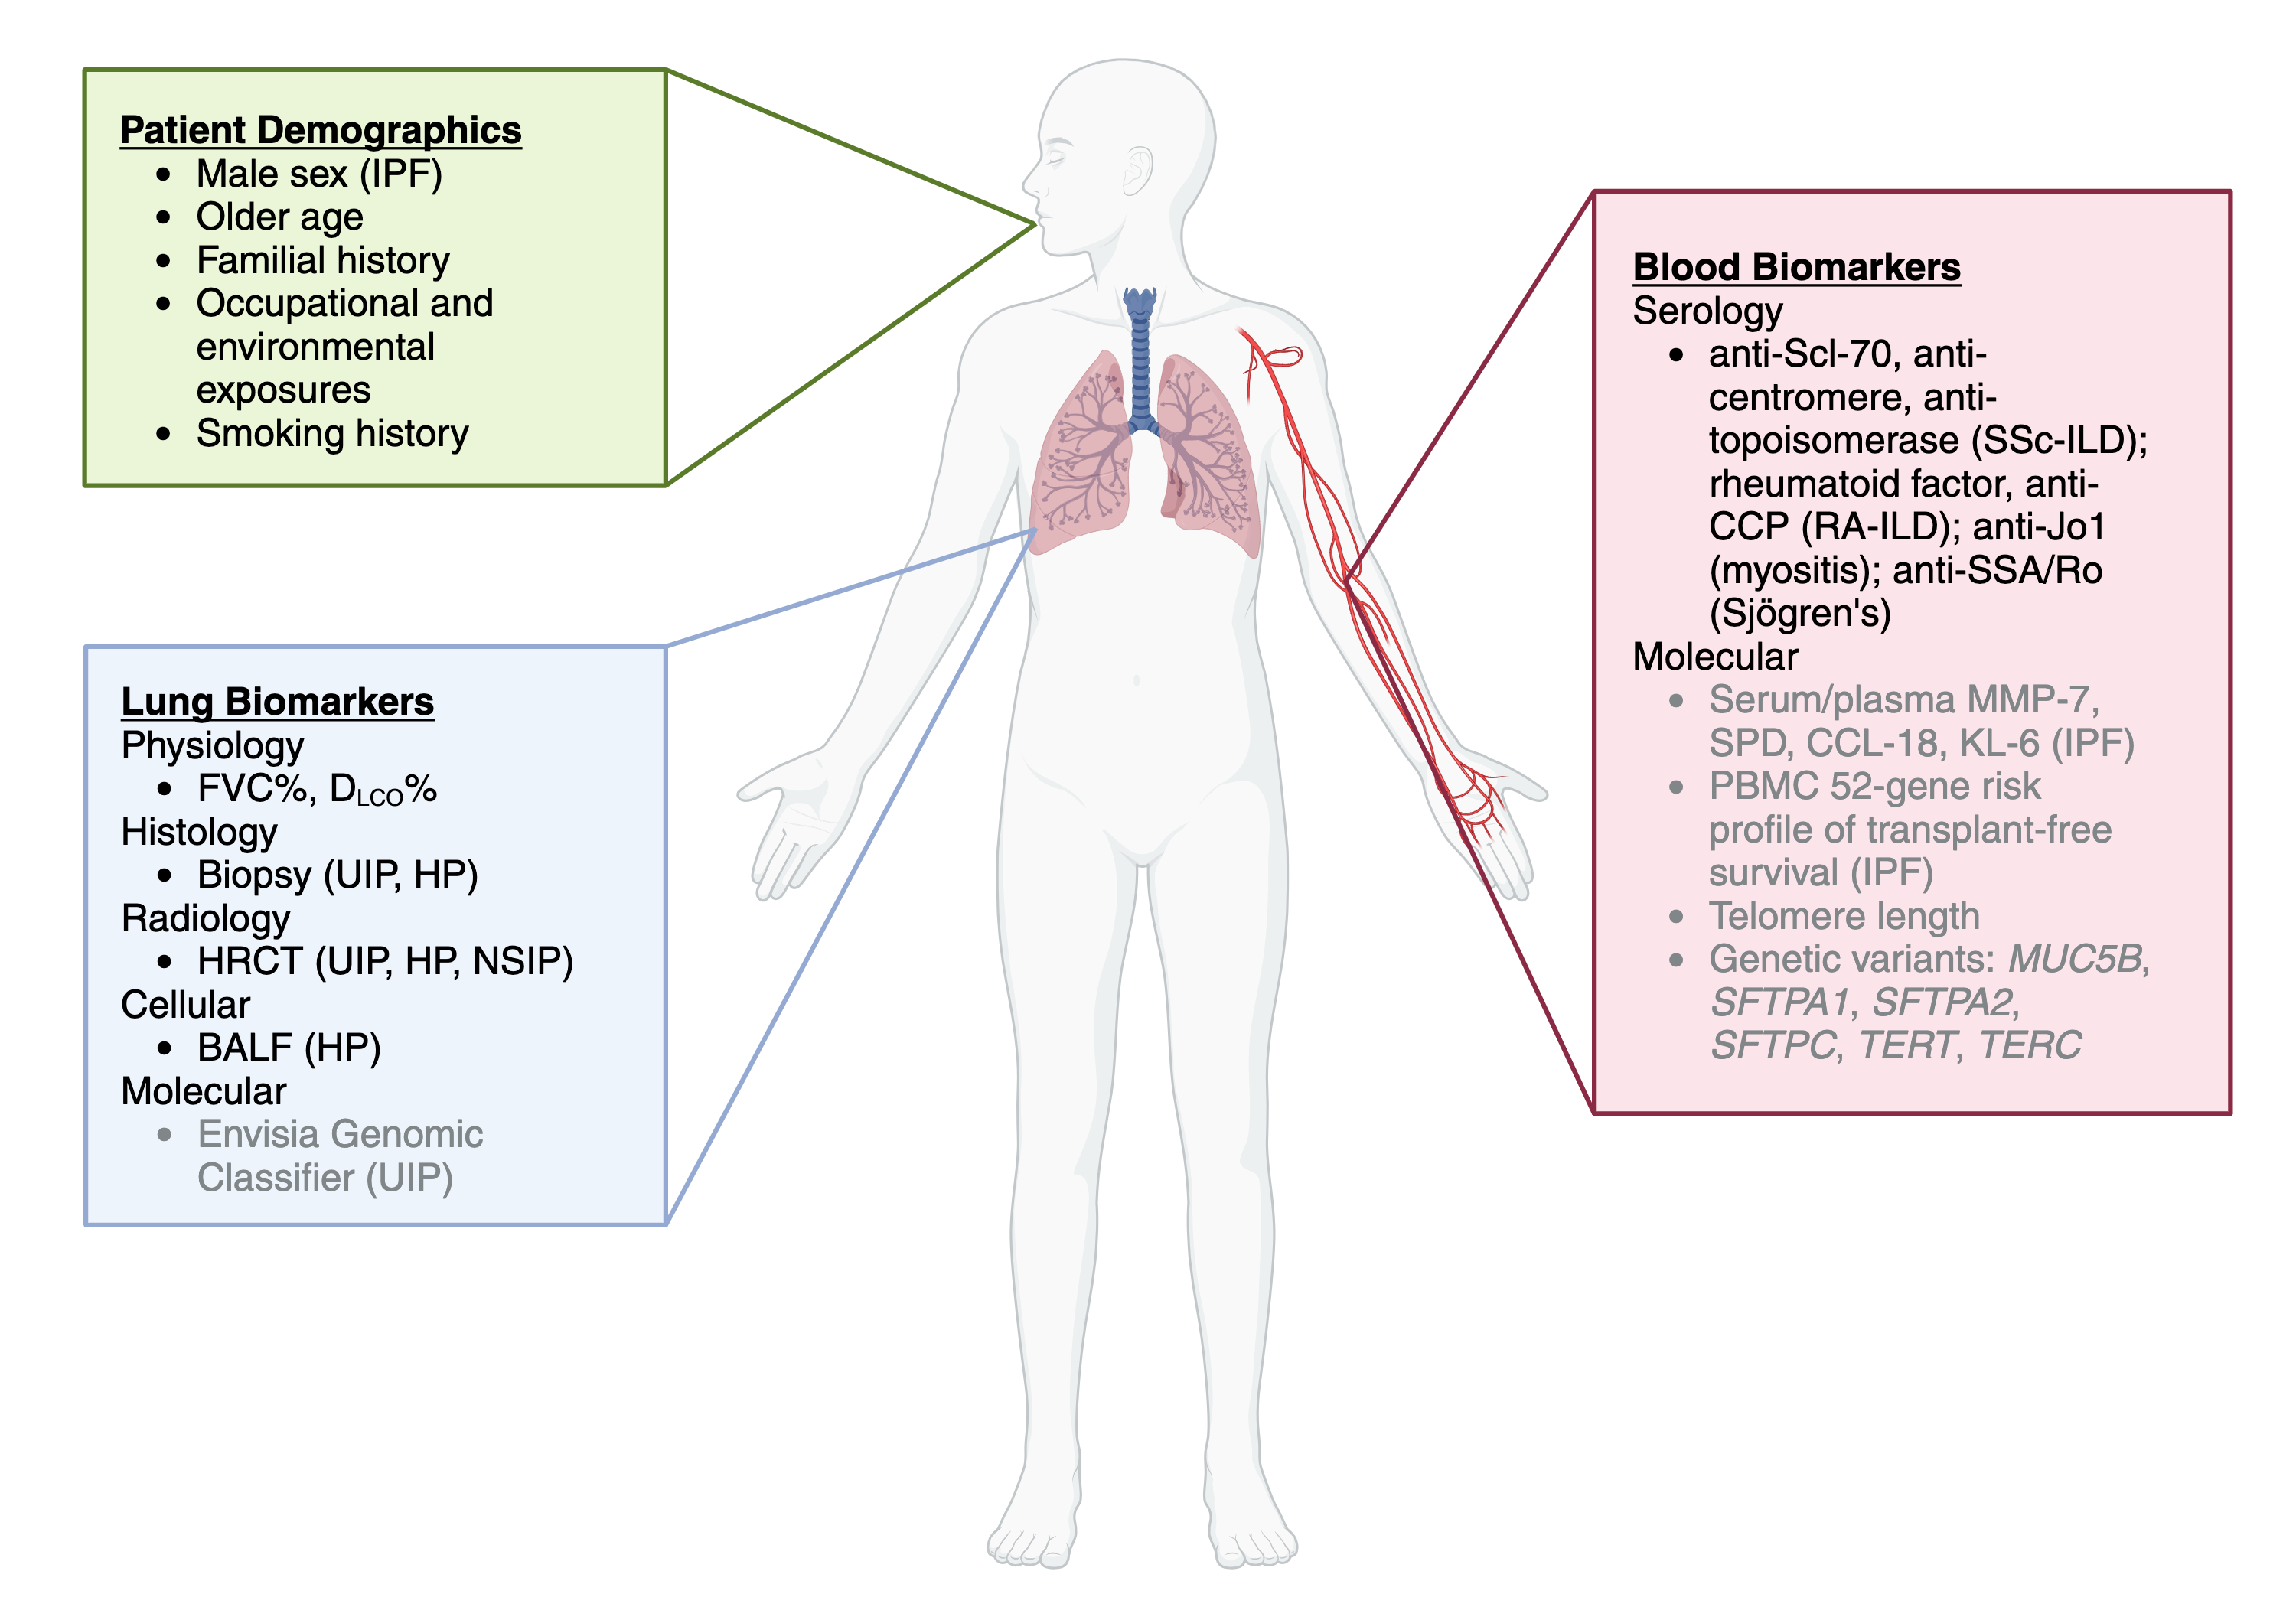 Patient Demographics
• Male sex (IPF)
• Older age
• Familial history
• Occupational and
environmental
exposures
• Smoking history
Lung Biomarkers
Physiology
• FVC%, DLCO%
Histology
• Biopsy (UIP, HP)
Radiology
• HRCT (UIP, HP, NSIP)
Cellular
• BALF (HP)
Molecular
• Envisia Genomic
Classifier (UIP)
Blood Biomarkers
Serology
• anti-Scl-70, anti-
centromere, anti-
topoisomerase (SSc-ILD);
rheumatoid factor, anti-
CCP (RA-ILD); anti-Jo1
(myositis); anti-SSA/Ro
(Sjögren's)
Molecular
• Serum/plasma MMP-7,
SPD, CCL-18, KL-6 (IPF)
• PBMC 52-gene risk
profile of transplant-free
survival (IPF)
• Telomere length
• Genetic variants: MUC5B,
SFTPA1, SFTPA2,
SFTPC, TERT, TERC